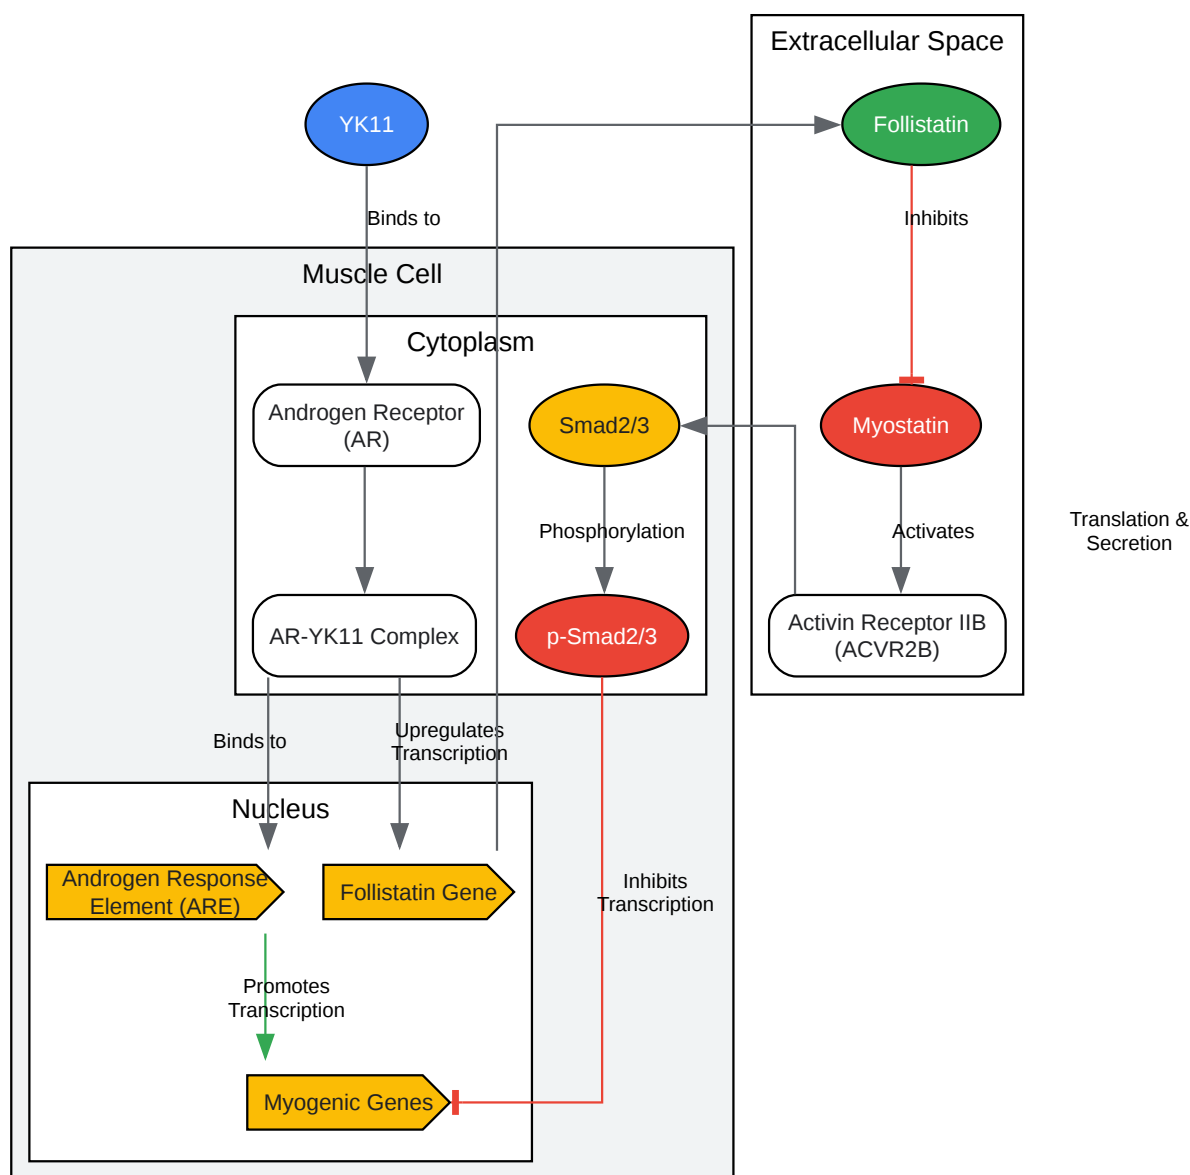 Extracellular Space
YK11
Follistatin
Binds to
Inhibits
Muscle Cell
Cytoplasm
Androgen Receptor
(AR)
Smad2/3
Myostatin
Phosphorylation
Activates
Translation &
Secretion
AR-YK11 Complex
p-Smad2/3
Activin Receptor IIB
(ACVR2B)
Binds to
Upregulates
Transcription
Nucleus
Androgen Response
Element (ARE)
Follistatin Gene
Inhibits
Transcription
Promotes
Transcription
Myogenic Genes